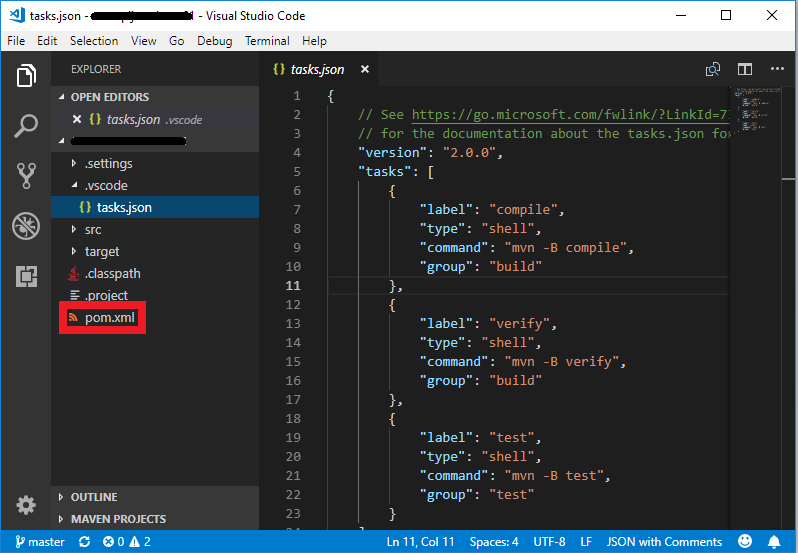 tasks.json - - Visual Studio Code
File Edit Selection View Go Debug Terminal Help
EXPLORER
OPEN EDITORS
tasks.json .vscode
.settings
.vscode
tasks.json
src
target
.classpath
.project
pom.xml
OUTLINE
MAVEN PROJECTS
tasks.json
1 {
2 // See https://go.microsoft.com/fwlink/?LinkId=7
3 // for the documentation about the tasks.json for
4 "version": "2.0.0",
5 "tasks": [
6 {
7 "label": "compile",
8 "type": "shell",
9 "command": "mvn -B compile",
10 "group": "build"
11 },
12 {
13 "label": "verify",
14 "type": "shell",
15 "command": "mvn -B verify",
16 "group": "build"
17 },
18 {
19 "label": "test",
20 "type": "shell",
21 "command": "mvn -B test",
22 "group": "test"
23 }
master 0 2 Ln 11, Col 11 Spaces: 4 UTF-8 LF JSON with Comments